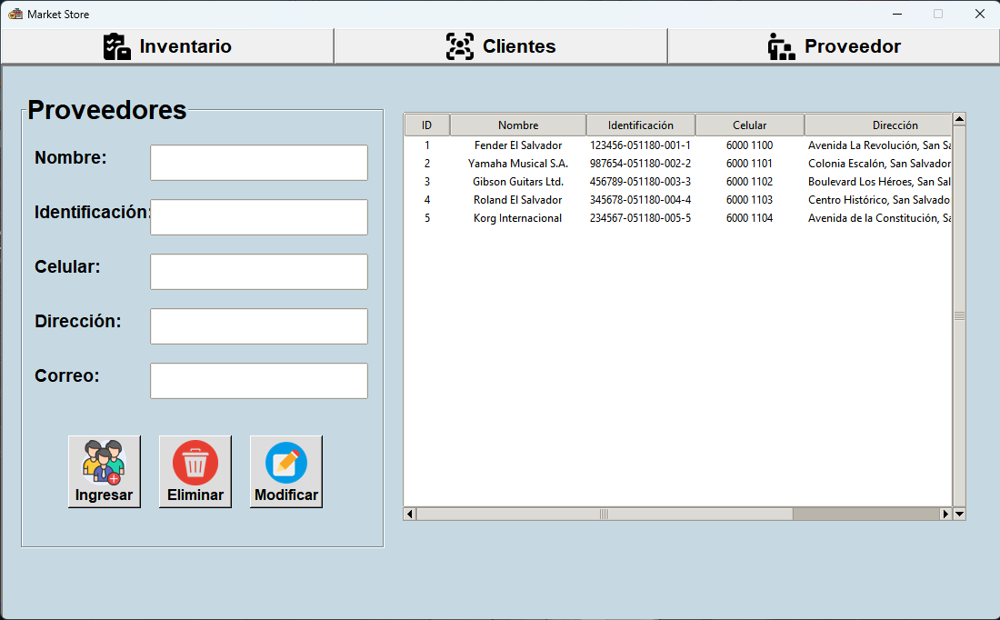 Market Store
Inventario
Clientes
Proveedor
Proveedores
Nombre:
Identificación:
Celular:
Dirección:
Correo:
Ingresar
Eliminar
Modificar
ID Nombre Identificación Celular Dirección
1 Fender El Salvador 123456-051180-001-1 6000 1100 Avenida La Revolución, San Sa
2 Yamaha Musical S.A. 987654-051180-002-2 6000 1101 Colonia Escalón, San Salvador
3 Gibson Guitars Ltd. 456789-051180-003-3 6000 1102 Boulevard Los Héroes, San Sal
4 Roland El Salvador 345678-051180-004-4 6000 1103 Centro Histórico, San Salvado
5 Korg Internacional 234567-051180-005-5 6000 1104 Avenida de la Constitución, Sa